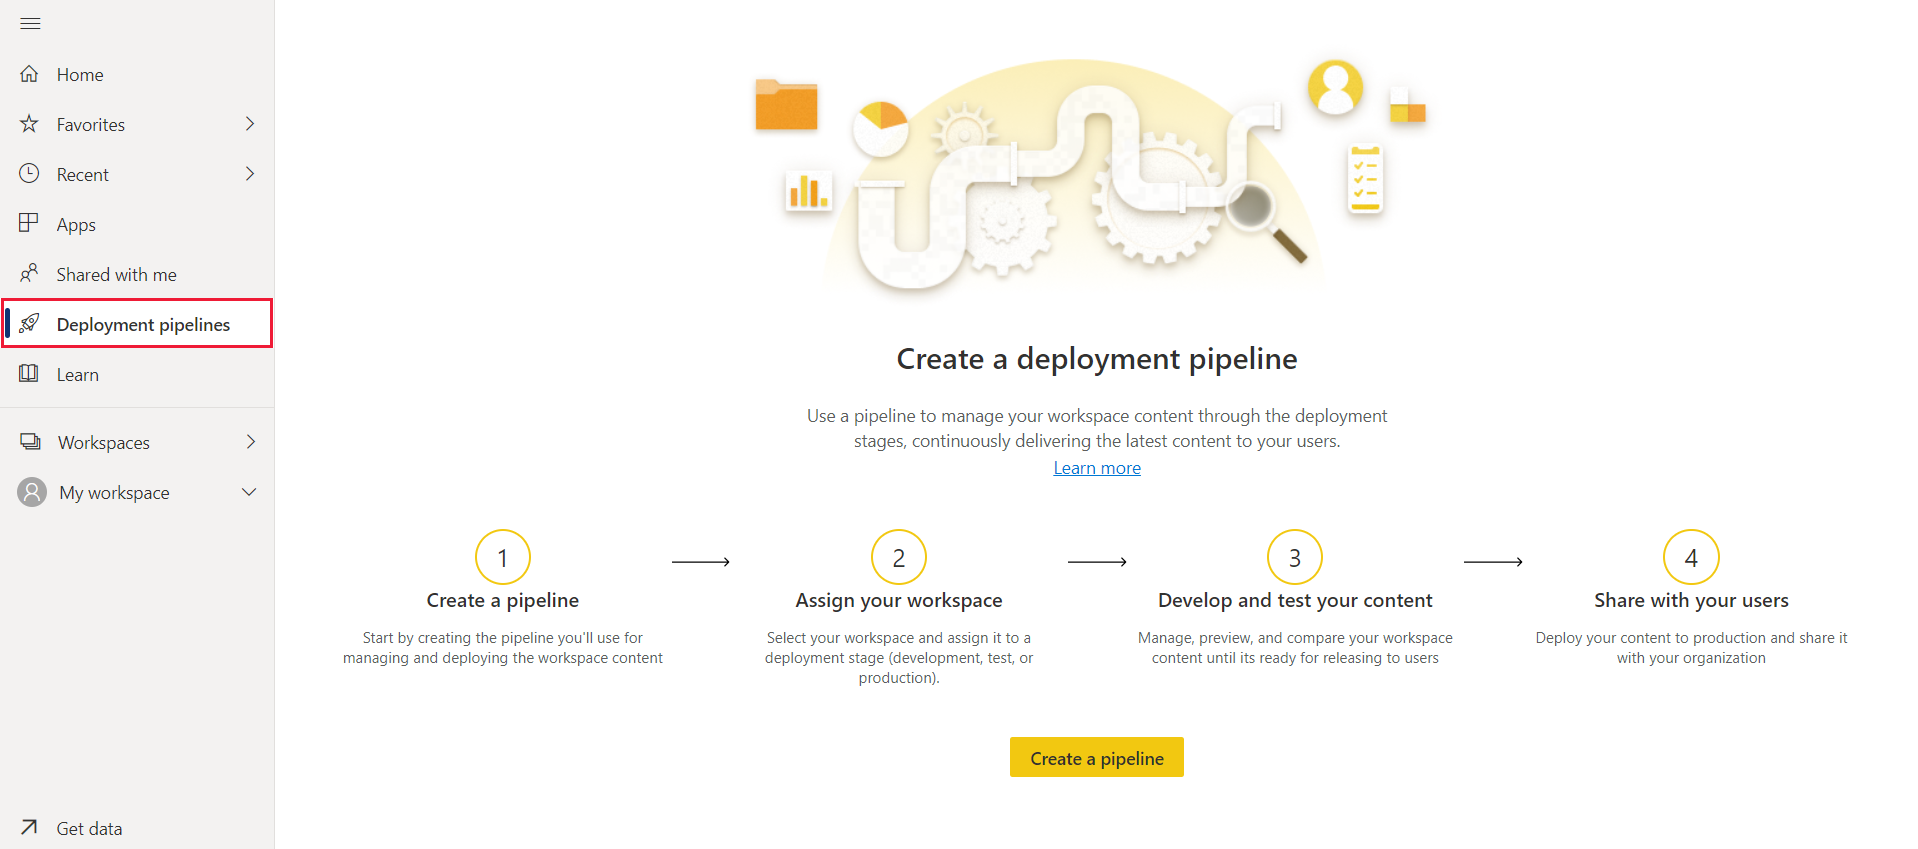 Home
Favorites
Recent
Apps
Shared with me
Deployment pipelines
Learn
Workspaces
My workspace
Get data
Create a deployment pipeline
Use a pipeline to manage your workspace content through the deployment
stages, continuously delivering the latest content to your users.
Learn more
1
Create a pipeline
Start by creating the pipeline you'll use for
managing and deploying the workspace content
2
Assign your workspace
Select your workspace and assign it to a
deployment stage (development, test, or
production).
3
Develop and test your content
Manage, preview, and compare your workspace
content until its ready for releasing to users
4
Share with your users
Deploy your content to production and share it
with your organization
Create a pipeline